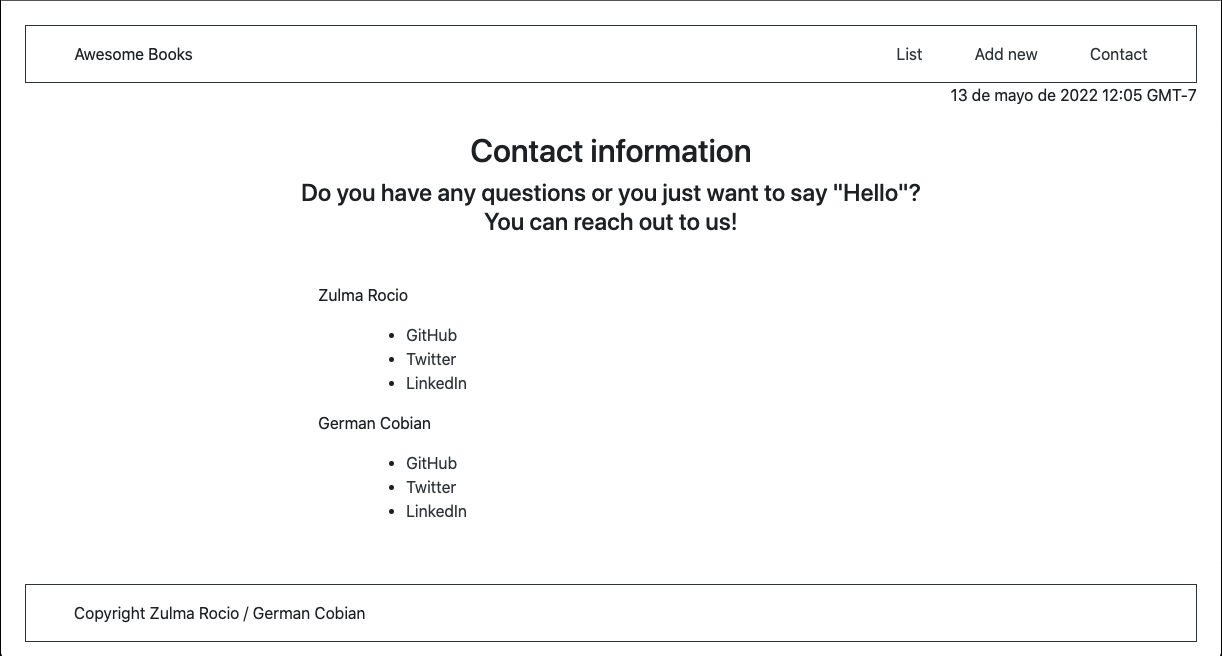 Awesome Books List Add new Contact
13 de mayo de 2022 12:05 GMT-7
Contact information
Do you have any questions or you just want to say "Hello"?
You can reach out to us!
Zulma Rocio
• GitHub
• Twitter
• LinkedIn
German Cobian
• GitHub
• Twitter
• LinkedIn
Copyright Zulma Rocio / German Cobian